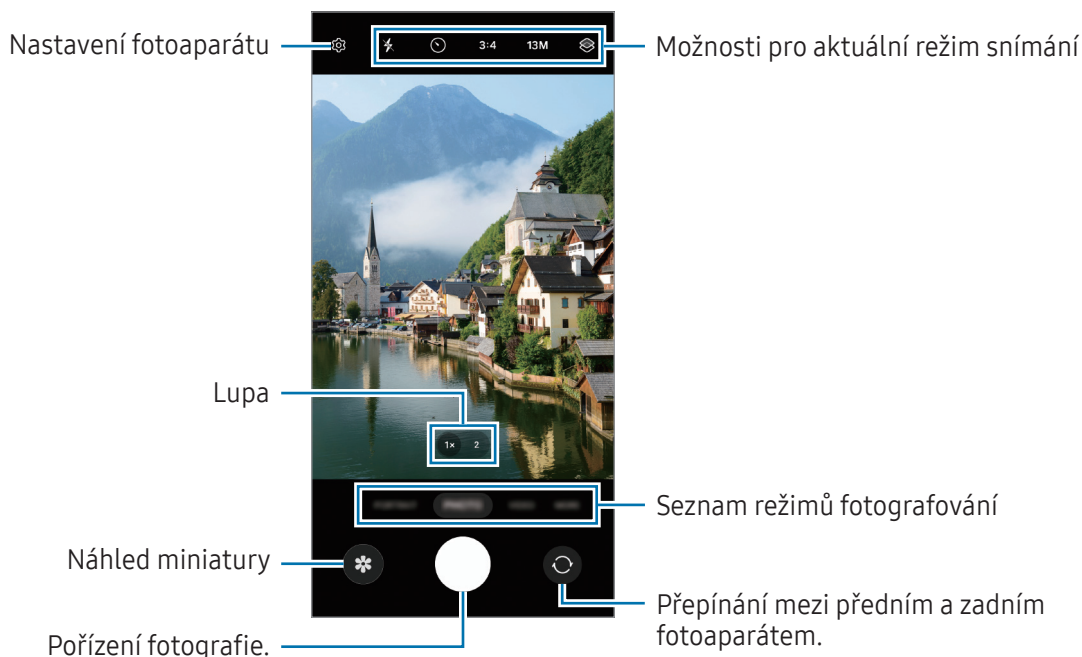 Nastavení fotoaparátu
3:4
13M
Možnosti pro aktuální režim snímání
Lupa
1×
2
Seznam režimů fotografování
Náhled miniatury
Přepínání mezi předním a zadním
fotoaparátem.
Pořízení fotografie.